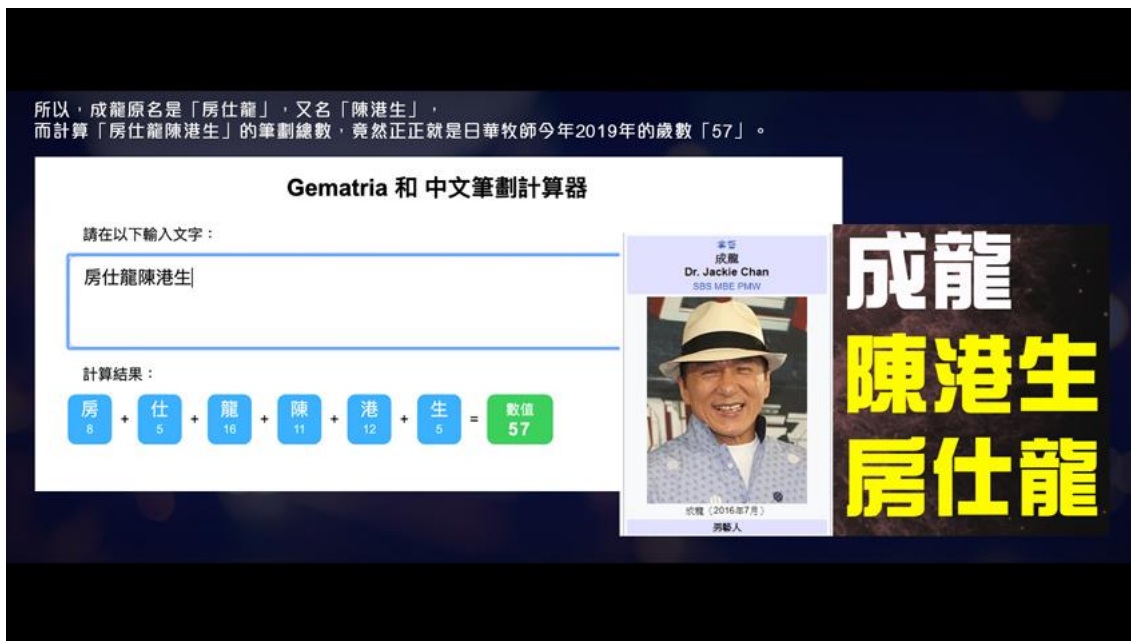 所以，成龍原名是「房仕龍」，又名「陳港生」，
而計算「房仕龍陳港生」的筆劃總數，竟然正正就是日華牧師今年2019年的歲數「57」。
Gematria 和 中文筆劃計算器
請在以下輸入文字：
房仕龍陳港生
計算結果：
房 + 仕 + 龍 + 陳 + 港 + 生 = 數值
8 5 16 11 12 5 57
成龍
Dr. Jackie Chan
SBS MBE PMW
成龍（2016年7月）
男藝人
成龍
陳港生
房仕龍